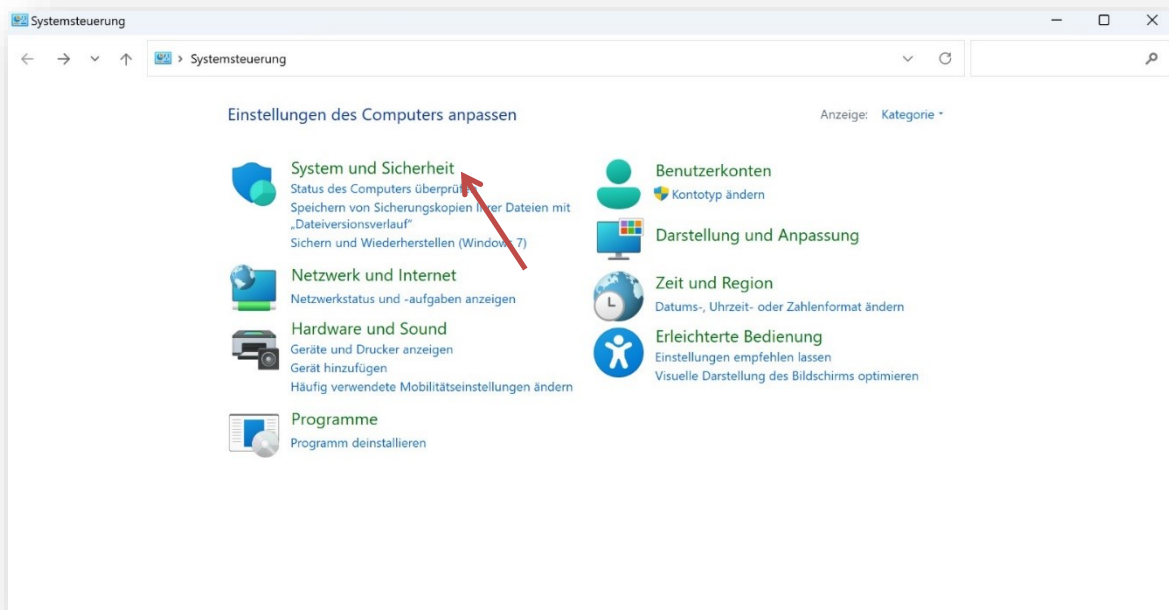 Systemsteuerung
Systemsteuerung
Einstellungen des Computers anpassen
Anzeige: Kategorie
System und Sicherheit
Status des Computers
Speichern von Sicherungskopien Ihrer Dateien mit
„Dateiversionsverlauf“
Sichern und Wiederherstellen (Windows 7)
Netzwerk und Internet
Netzwerkstatus und -aufgaben anzeigen
Hardware und Sound
Geräte und Drucker anzeigen
Gerät hinzufügen
Häufig verwendete Mobilitätseinstellungen ändern
Programme
Programm deinstallieren
Benutzerkonten
Kontotyp ändern
Darstellung und Anpassung
Zeit und Region
Datums-, Uhrzeit- oder Zahlenformat ändern
Erleichterte Bedienung
Einstellungen empfehlen lassen
Visuelle Darstellung des Bildschirms optimieren